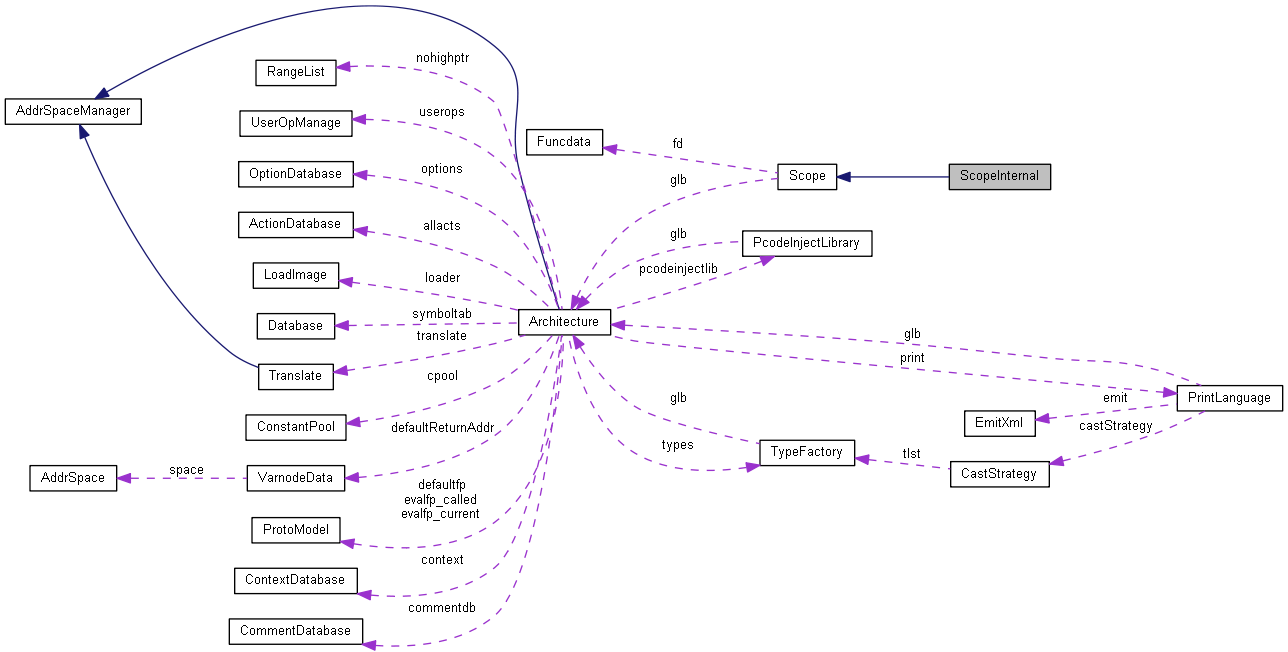 nohighptr
RangeList
AddrSpaceManager
userops
UserOpManage
Funcdata
fd
options
OptionDatabase
Scope
ScopeInternal
glb
allacts
ActionDatabase
glb
PcodeInjectLibrary
pcodeinjectlib
loader
LoadImage
symboltab
Database
Architecture
translate
glb
print
Translate
cpool
emit
PrintLanguage
glb
castStrategy
ConstantPool
defaultReturnAddr
EmitXml
types
TypeFactory
tlst
CastStrategy
AddrSpace
space
VarnodeData
defaultfp
evalfp_called
evalfp_current
ProtoModel
context
ContextDatabase
commentdb
CommentDatabase